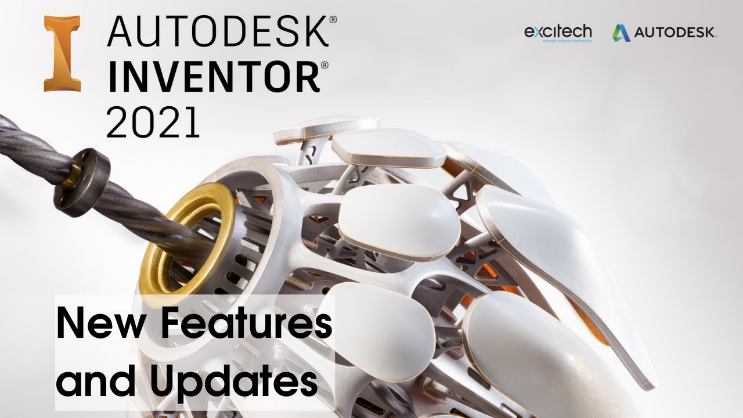 AUTODESK®
INVENTOR®
2021
excitech
AUTODESK.
New Features
and Updates